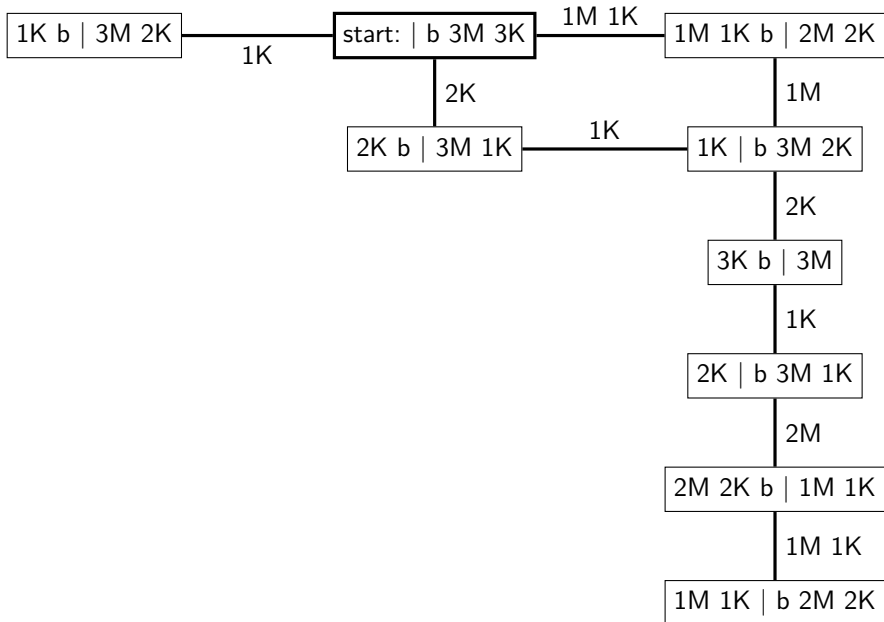 1K b | 3M 2K
1K
start: | b 3M 3K
1M 1K
1M 1K b | 2M 2K
2K
1M
2K b | 3M 1K
1K
1K | b 3M 2K
2K
3K b | 3M
1K
2K | b 3M 1K
2M
2M 2K b | 1M 1K
1M 1K
1M 1K | b 2M 2K